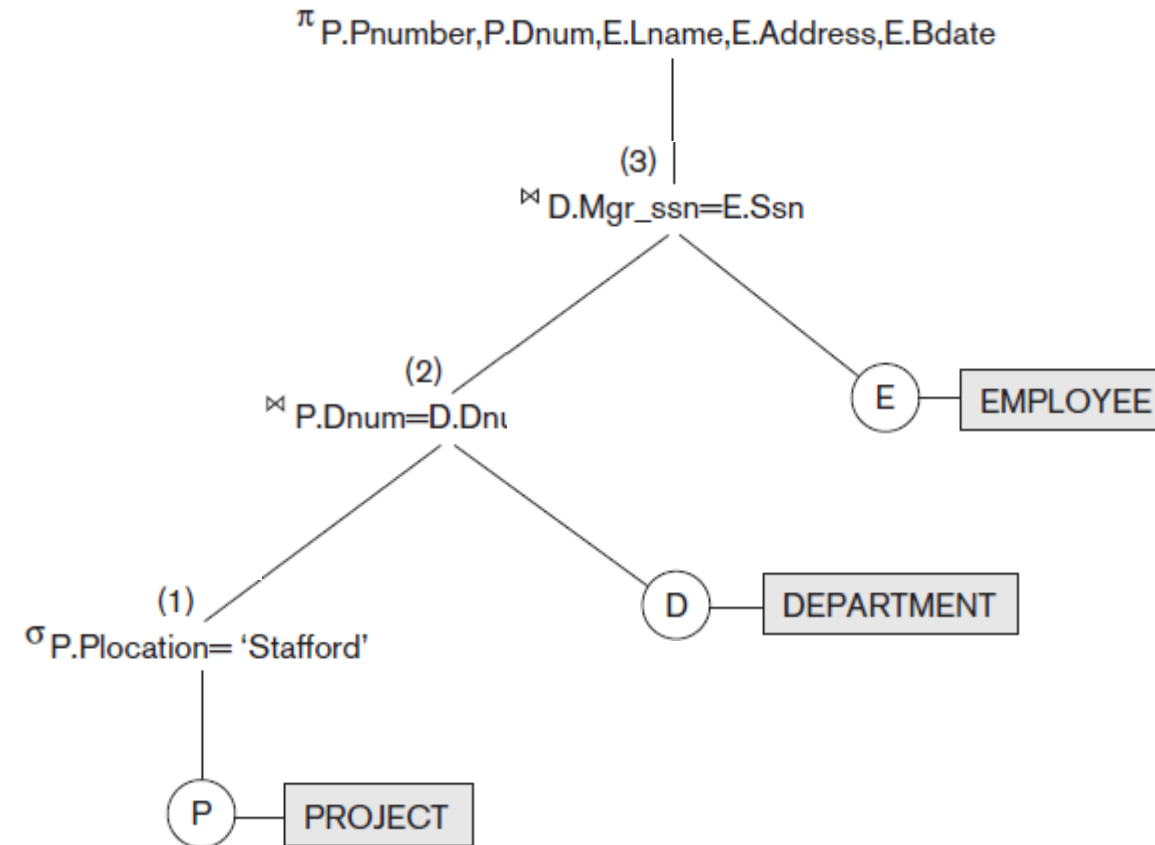 π P.Pnumber,P.Dnum,E.Lname,E.Address,E.Bdate
(3)
⋈ D.Mgr_ssn=E.Ssn
(2)
⋈ P.Dnum=D.Dnu
E
EMPLOYEE
(1)
σ P.Plocation= ‘Stafford’
D
DEPARTMENT
P
PROJECT